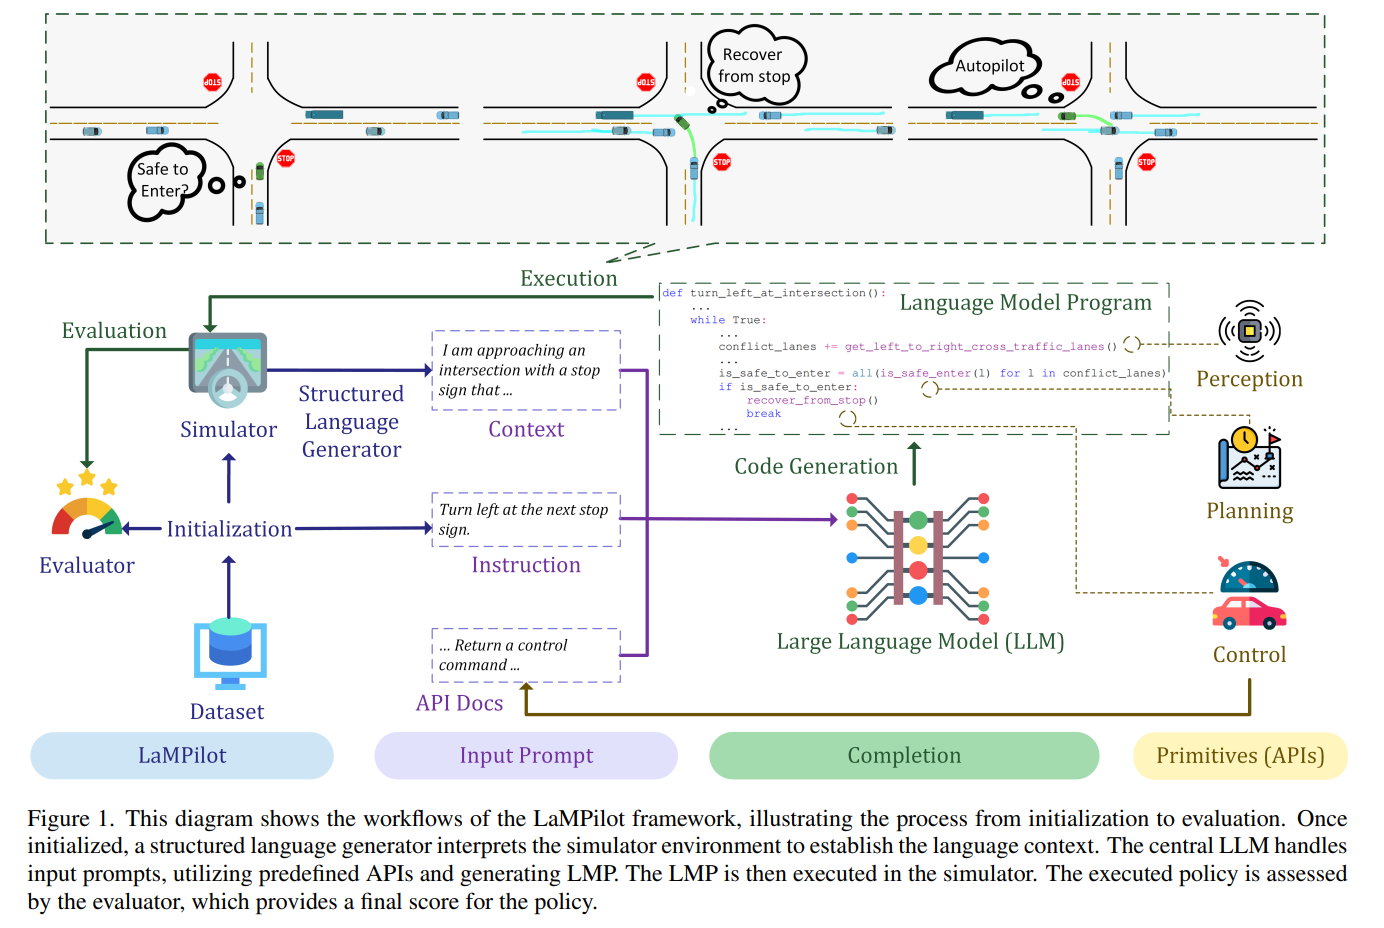 STOP
STOP
STOP
Recover
from stop
Autopilot
Safe to
Enter?
STOP
STOP
STOP
Execution
Evaluation
def turn_left_at_intersection():
...
while True:
...
conflict_lanes += get_left_to_right_cross_traffic_lanes()
...
is_safe_to_enter = all(is_safe_enter(l) for l in conflict_lanes)
if is_safe_to_enter:
recover_from_stop()
break
...
Language Model Program
Perception
I am approaching an
intersection with a stop
sign that ...
Context
Structured
Language
Generator
Simulator
Code Generation
Planning
Turn left at the next stop
sign.
Instruction
Initialization
Evaluator
Large Language Model (LLM)
Control
... Return a control
command ...
API Docs
Dataset
LaMPilot
Input Prompt
Completion
Primitives (APIs)
Figure 1. This diagram shows the workflows of the LaMPilot framework, illustrating the process from initialization to evaluation. Once
initialized, a structured language generator interprets the simulator environment to establish the language context. The central LLM handles
input prompts, utilizing predefined APIs and generating LMP. The LMP is then executed in the simulator. The executed policy is assessed
by the evaluator, which provides a final score for the policy.